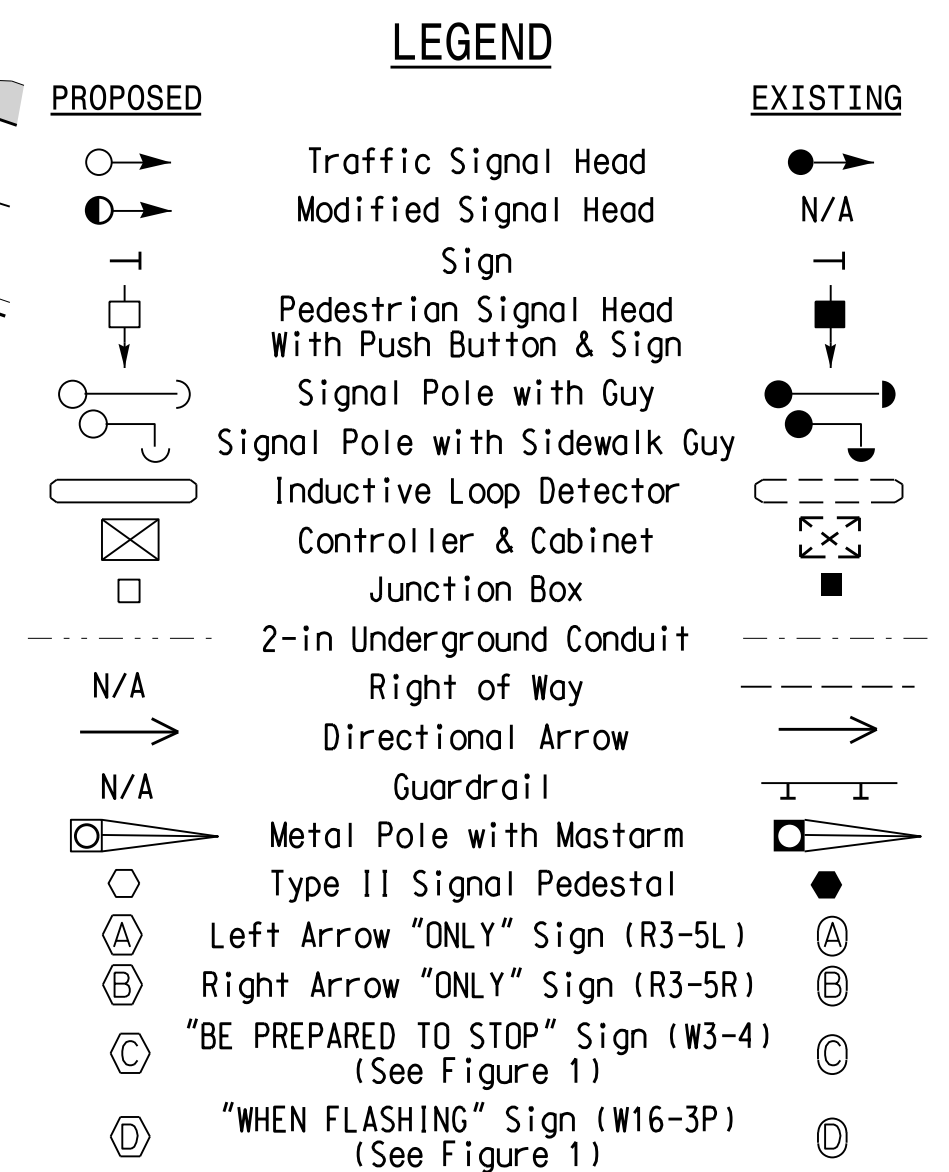 LEGEND
PROPOSED EXISTING
Traffic Signal Head
Modified Signal Head N/A
Sign
Pedestrian Signal Head
With Push Button & Sign
Signal Pole with Guy
Signal Pole with Sidewalk Guy
Inductive Loop Detector
Controller & Cabinet
Junction Box
2-in Underground Conduit
N/A Right of Way
Directional Arrow
N/A Guardrail
Metal Pole with Mastarm
Type II Signal Pedestal
A Left Arrow "ONLY" Sign (R3-5L) A
B Right Arrow "ONLY" Sign (R3-5R) B
"BE PREPARED TO STOP" Sign (W3-4)
C (See Figure 1) C
"WHEN FLASHING" Sign (W16-3P)
D (See Figure 1) D